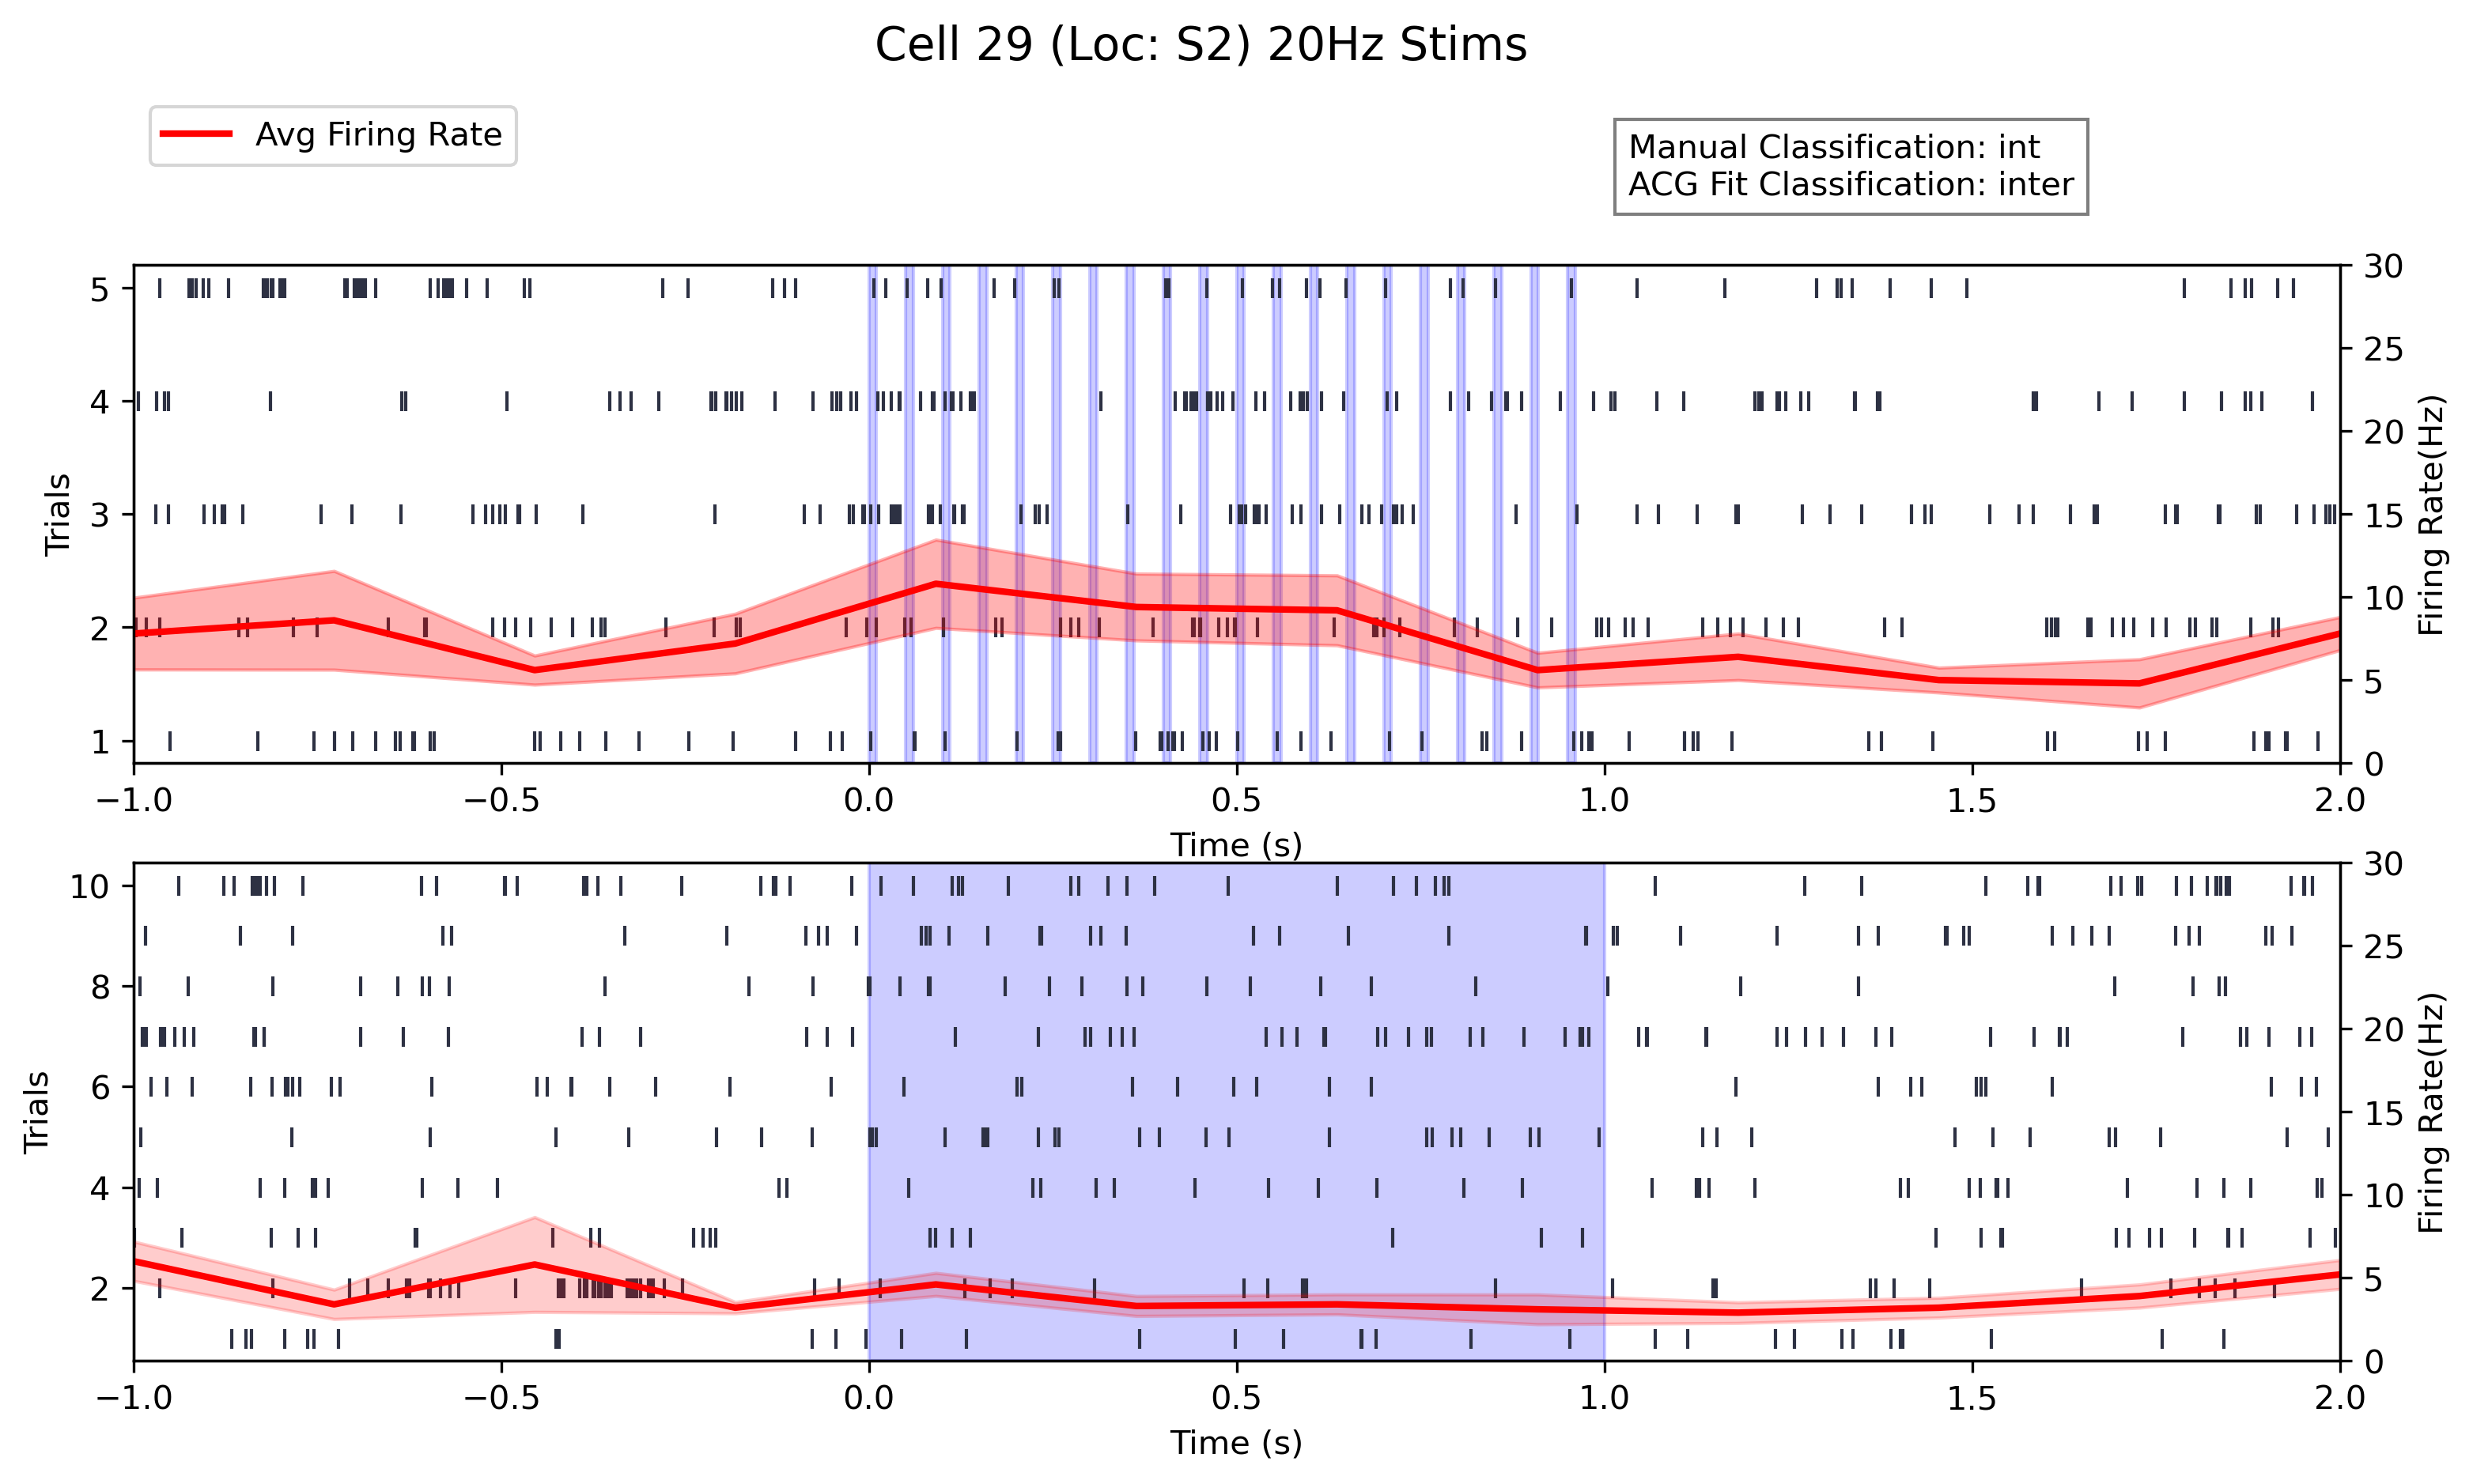 Cell 29 (Loc: S2) 20Hz Stims
Avg Firing Rate
Manual Classification: int
ACG Fit Classification: inter
5
4
3
2
1
Trials
30
25
20
15
10
5
0
Firing Rate(Hz)
−1.0 −0.5 0.0 0.5 1.0 1.5 2.0
Time (s)
10
8
6
4
2
Trials
30
25
20
15
10
5
0
Firing Rate(Hz)
−1.0 −0.5 0.0 0.5 1.0 1.5 2.0
Time (s)